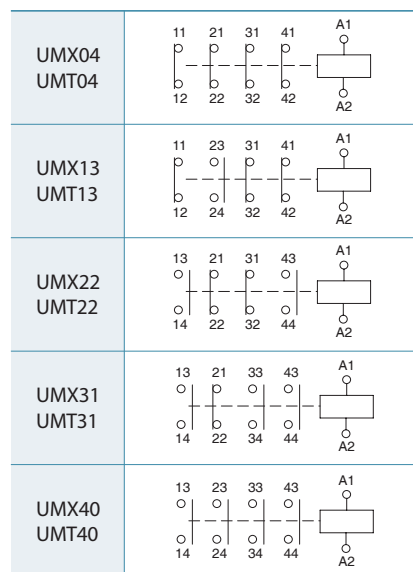 UMX04
UMT04
11 21 31 41 A1
12 22 32 42 A2
UMX13
UMT13
11 23 31 41 A1
12 24 32 42 A2
UMX22
UMT22
13 21 31 43 A1
14 22 32 44 A2
UMX31
UMT31
13 21 33 43 A1
14 22 34 44 A2
UMX40
UMT40
13 23 33 43 A1
14 24 34 44 A2